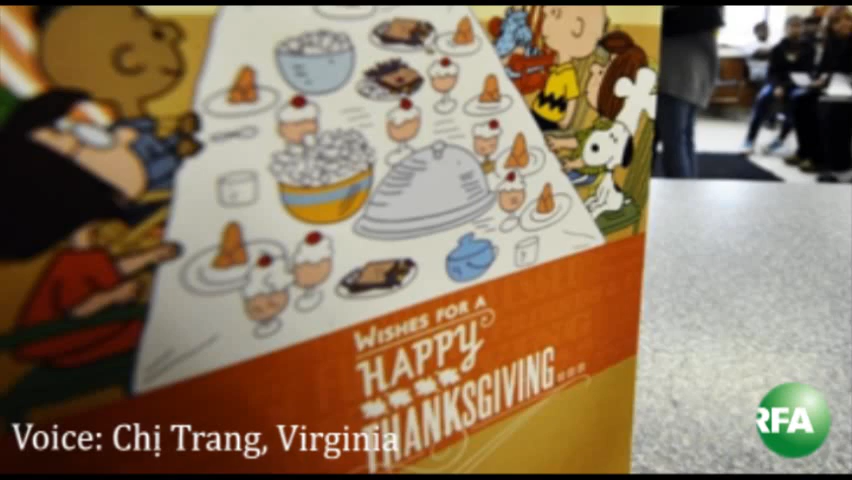 WISHES FOR A
HAPPY
THANKSGIVING...
Voice: Chị Trang, Virginia
RFA